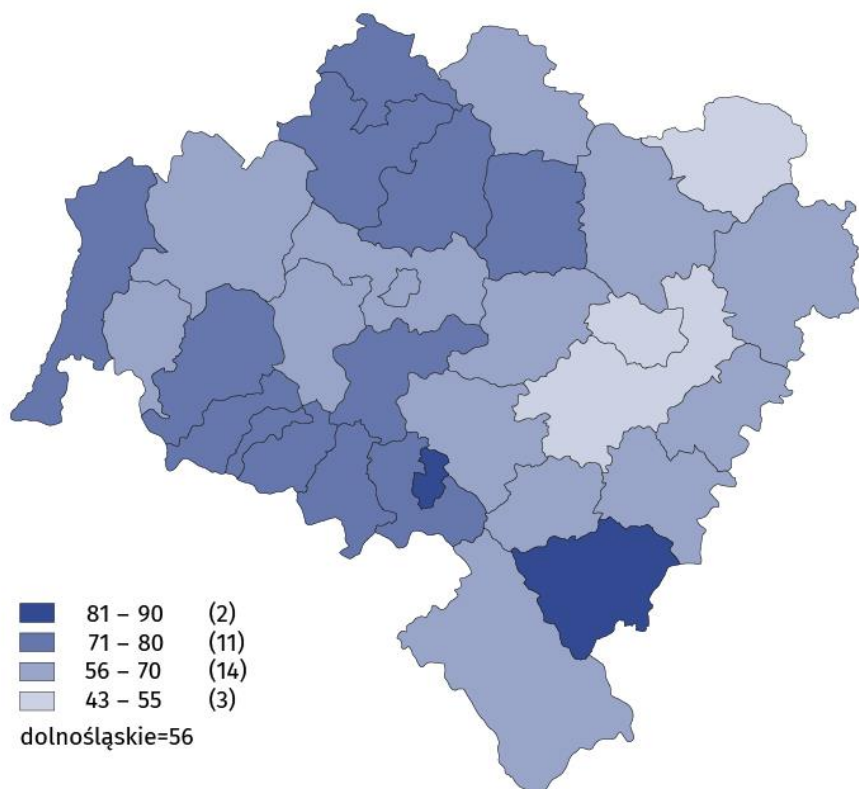 81 – 90 (2)
71 – 80 (11)
56 – 70 (14)
43 – 55 (3)
dolnośląskie=56